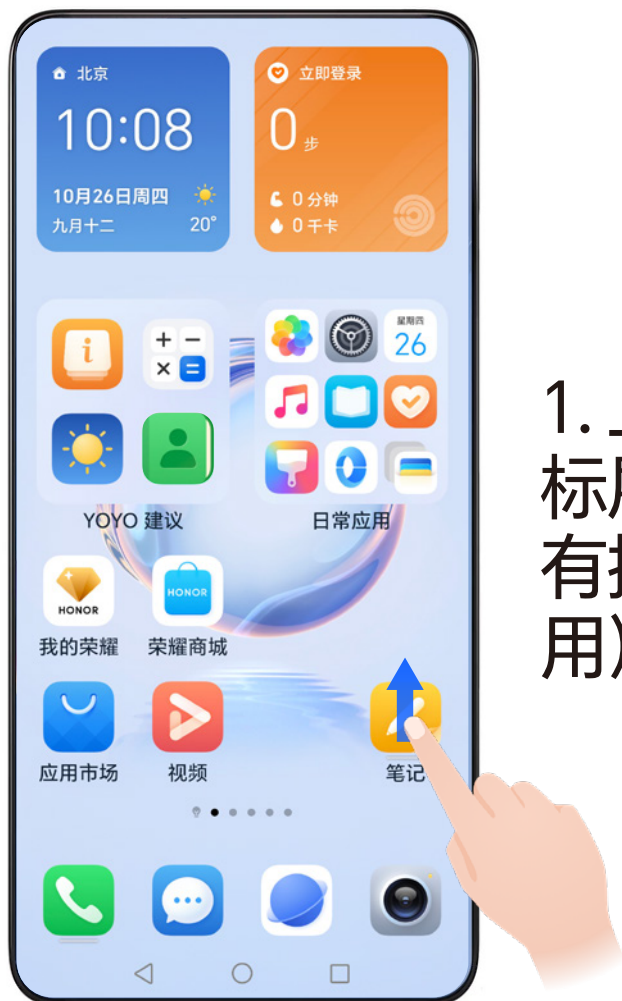 北京
10:08
10月26日周四
九月十二 20°
立即登录
0步
0分钟
0千卡
星期四
26
YOYO 建议
日常应用
HONOR
HONOR
我的荣耀
荣耀商城
应用市场
视频
笔记
1.
标
有
用